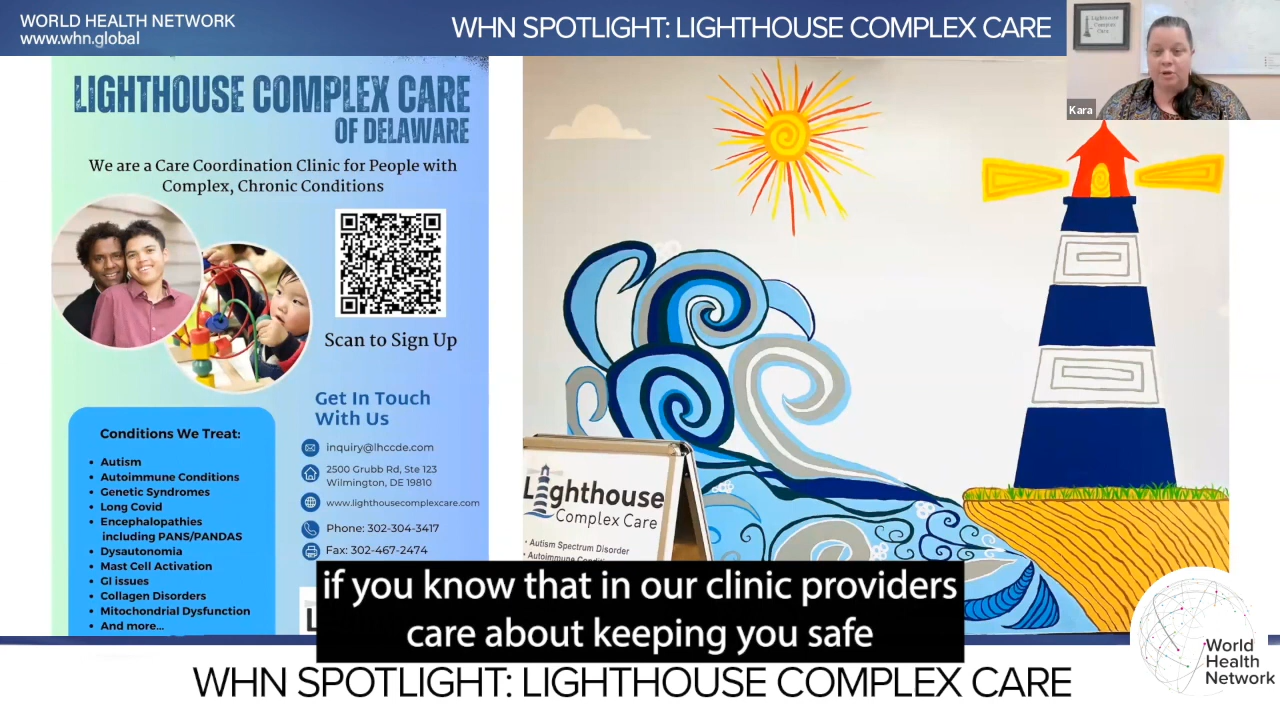 WORLD HEALTH NETWORK
www.whn.global
WHN SPOTLIGHT: LIGHTHOUSE COMPLEX CARE
Kara
LIGHTHOUSE COMPLEX CARE
OF DELAWARE
We are a Care Coordination Clinic for People with
Complex, Chronic Conditions
Scan to Sign Up
Get In Touch
With Us
inquiry@lhccde.com
2500 Grubb Rd, Ste 123
Wilmington, DE 19810
www.lighthousecomplexcare.com
Phone: 302-304-3417
Fax: 302-467-2474
Conditions We Treat:
• Autism
• Autoimmune Conditions
• Genetic Syndromes
• Long Covid
• Encephalopathies
including PANS/PANDAS
• Dysautonomia
• Mast Cell Activation
• GI issues
• Collagen Disorders
• Mitochondrial Dysfunction
• And more...
Lighthouse
Complex Care
• Autism Spectrum Disorder
if you know that in our clinic providers
care about keeping you safe
World
Health
Network
WHN SPOTLIGHT: LIGHTHOUSE COMPLEX CARE